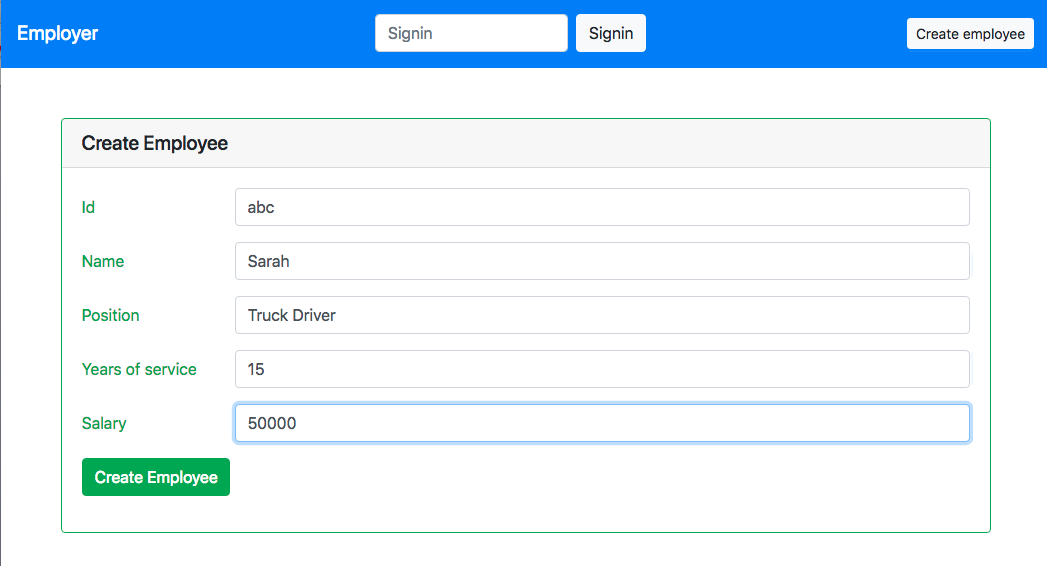 Employer Signin Signin Create employee
Create Employee
Id abc
Name Sarah
Position Truck Driver
Years of service 15
Salary 50000
Create Employee